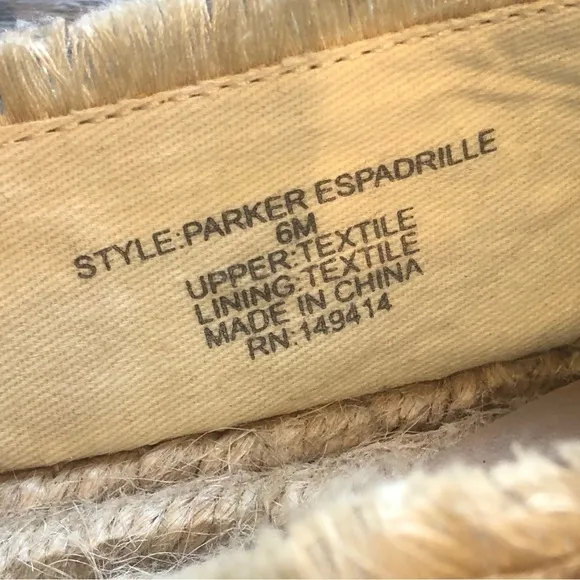 STYLE:PARKER ESPADRILLE
6M
UPPER:TEXTILE
LINING:TEXTILE
MADE IN CHINA
RN:149414